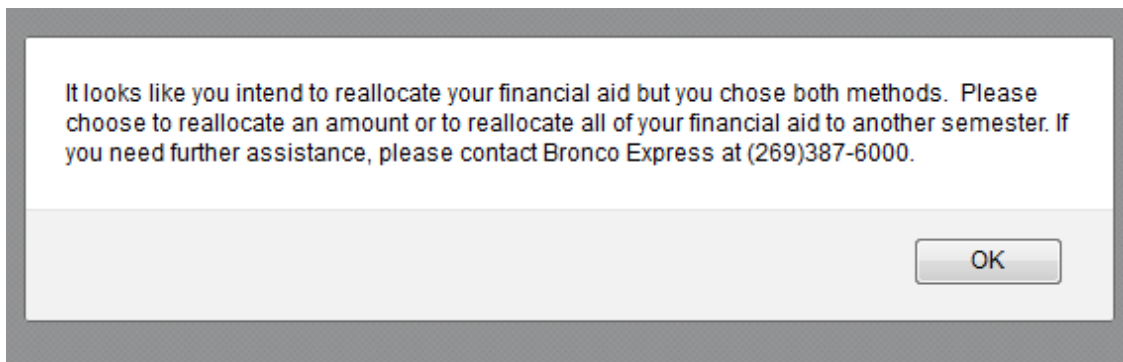 It looks like you intend to reallocate your financial aid but you chose both methods.  Please
choose to reallocate an amount or to reallocate all of your financial aid to another semester. If
you need further assistance, please contact Bronco Express at (269)387-6000.
OK